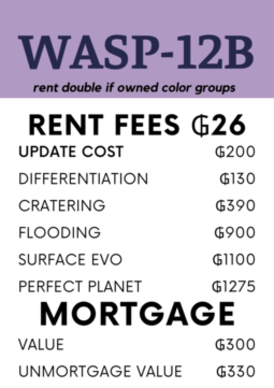 WASP-12B
rent double if owned color groups
RENT FEES ₲26
UPDATE COST ₲200
DIFFERENTIATION ₲130
CRATERING ₲390
FLOODING ₲900
SURFACE EVO ₲1100
PERFECT PLANET ₲1275
MORTGAGE
VALUE ₲300
UNMORTGAGE VALUE ₲330